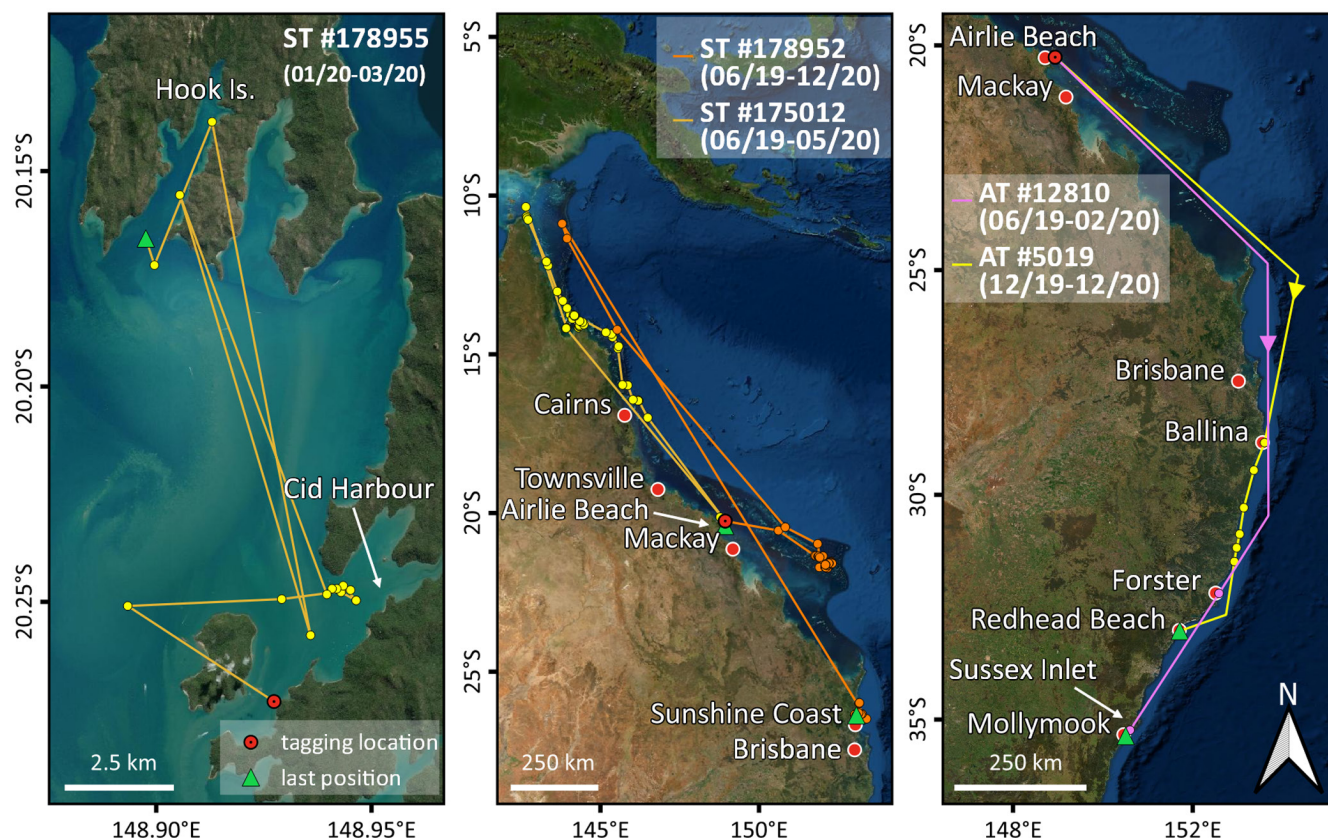 ST #178955
(01/20-03/20)
Hook Is.
Cid Harbour
tagging location
last position
2.5 km
20.15°S
20.20°S
20.25°S
148.90°E
148.95°E
ST #178952
(06/19-12/20)
ST #175012
(06/19-05/20)
Cairns
Townsville
Airlie Beach
Mackay
Sunshine Coast
Brisbane
250 km
5°S
10°S
15°S
20°S
25°S
145°E
150°E
Airlie Beach
Mackay
AT #12810
(06/19-02/20)
AT #5019
(12/19-12/20)
Brisbane
Ballina
Forster
Redhead Beach
Sussex Inlet
Mollymook
N
250 km
20°S
25°S
30°S
35°S
148°E
152°E